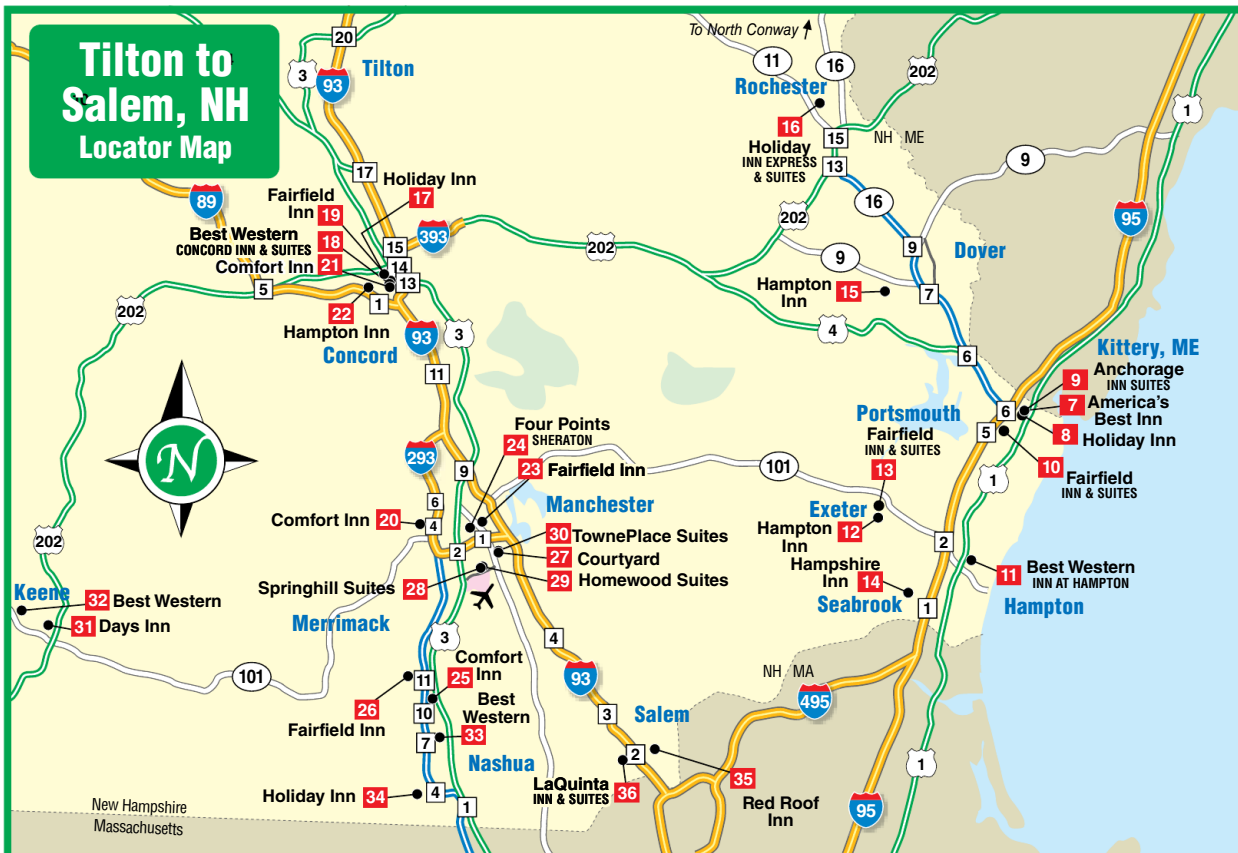 Tilton to
Salem, NH
Locator Map
20
3
93
Tilton
To North Conway
11
16
202
Rochester
16
Holiday
INN EXPRESS
& SUITES
15
NH ME
13
1
9
16
95
17
Holiday Inn
17
89
Fairfield
Inn 19
Best Western 18
CONCORD INN & SUITES
Comfort Inn 21
15
393
14
13
5
1
22
Hampton Inn
Concord
202
202
202
9
9
Dover
Hampton
Inn 15
7
4
6
3
93
11
Kittery, ME
9 Anchorage
INN SUITES
7 America's
Best Inn
8 Holiday Inn
6
5
10 Fairfield
INN & SUITES
Portsmouth
Fairfield
INN & SUITES
13
N
293
Four Points
24 SHERATON
23 Fairfield Inn
9
101
1
6
Manchester
Exeter
Hampton
Inn 12
Comfort Inn 20
4
2
1
30 TownePlace Suites
27 Courtyard
29 Homewood Suites
Springhill Suites 28
2
11 Best Western
INN AT HAMPTON
Hampshire
Inn 14
Seabrook
1
Hampton
202
Keene
32 Best Western
31 Days Inn
Merrimack
3
4
101
93
NH MA
495
Comfort
Inn
25
11
26
Fairfield Inn
10
Best
Western
33
7
Nashua
3
Salem
2
LaQuinta
INN & SUITES 36
35
Red Roof
Inn
1
95
Holiday Inn 34
4
1
New Hampshire
Massachusetts